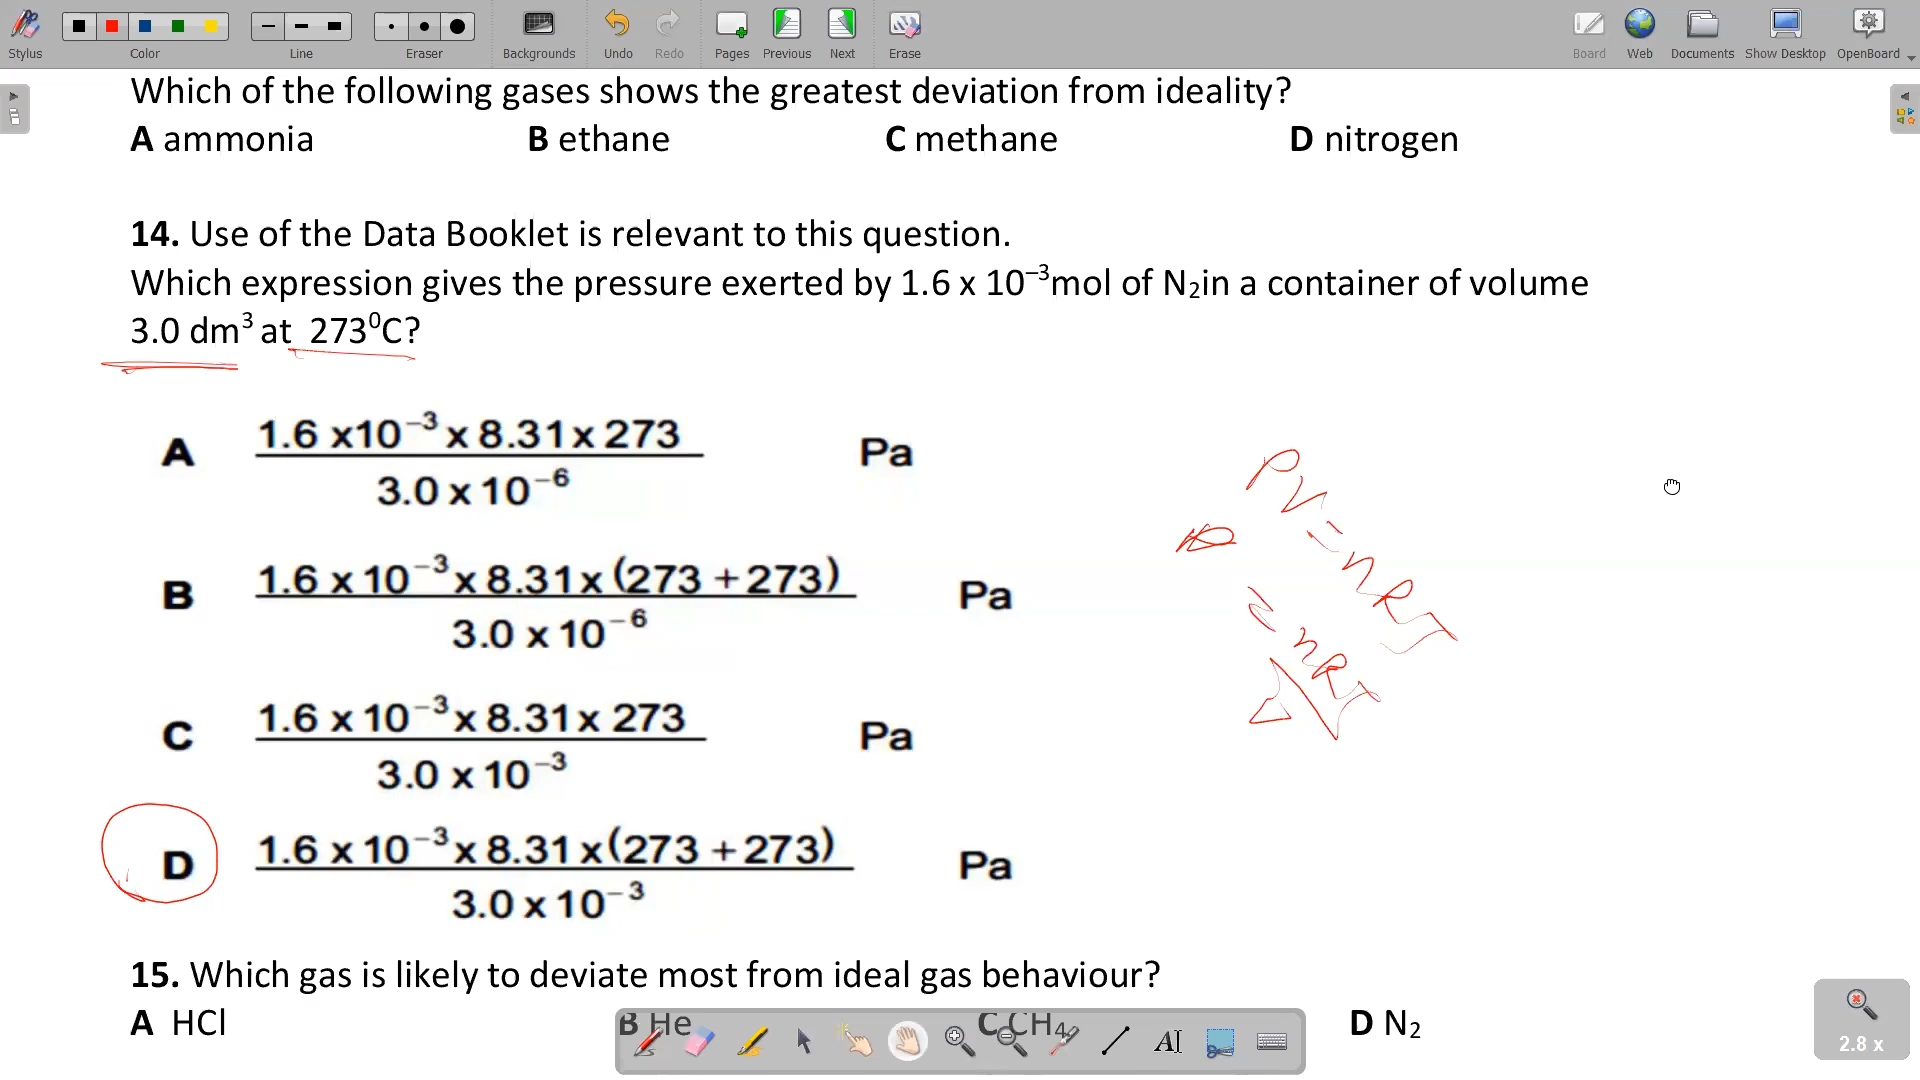 Stylus
Color
Line
Eraser
Backgrounds
Undo
Redo
Pages
Previous
Next
Erase
Board
Web
Documents
Show Desktop
OpenBoard
Which of the following gases shows the greatest deviation from ideality?
A ammonia B ethane C methane D nitrogen
14. Use of the Data Booklet is relevant to this question.
Which expression gives the pressure exerted by 1.6 x 10⁻³mol of N₂in a container of volume
3.0 dm³ at 273⁰C?
A 1.6 x10⁻³ x 8.31 x 273 Pa
3.0 x 10⁻⁶
B 1.6 x 10⁻³ x 8.31 x (273 + 273) Pa
3.0 x 10⁻⁶
C 1.6 x 10⁻³ x 8.31 x 273 Pa
3.0 x 10⁻³
D 1.6 x 10⁻³ x 8.31 x (273 + 273) Pa
3.0 x 10⁻³
PV = nRT
= nRT
15. Which gas is likely to deviate most from ideal gas behaviour?
A HCl B He C CH₄ D N₂
2.8 x